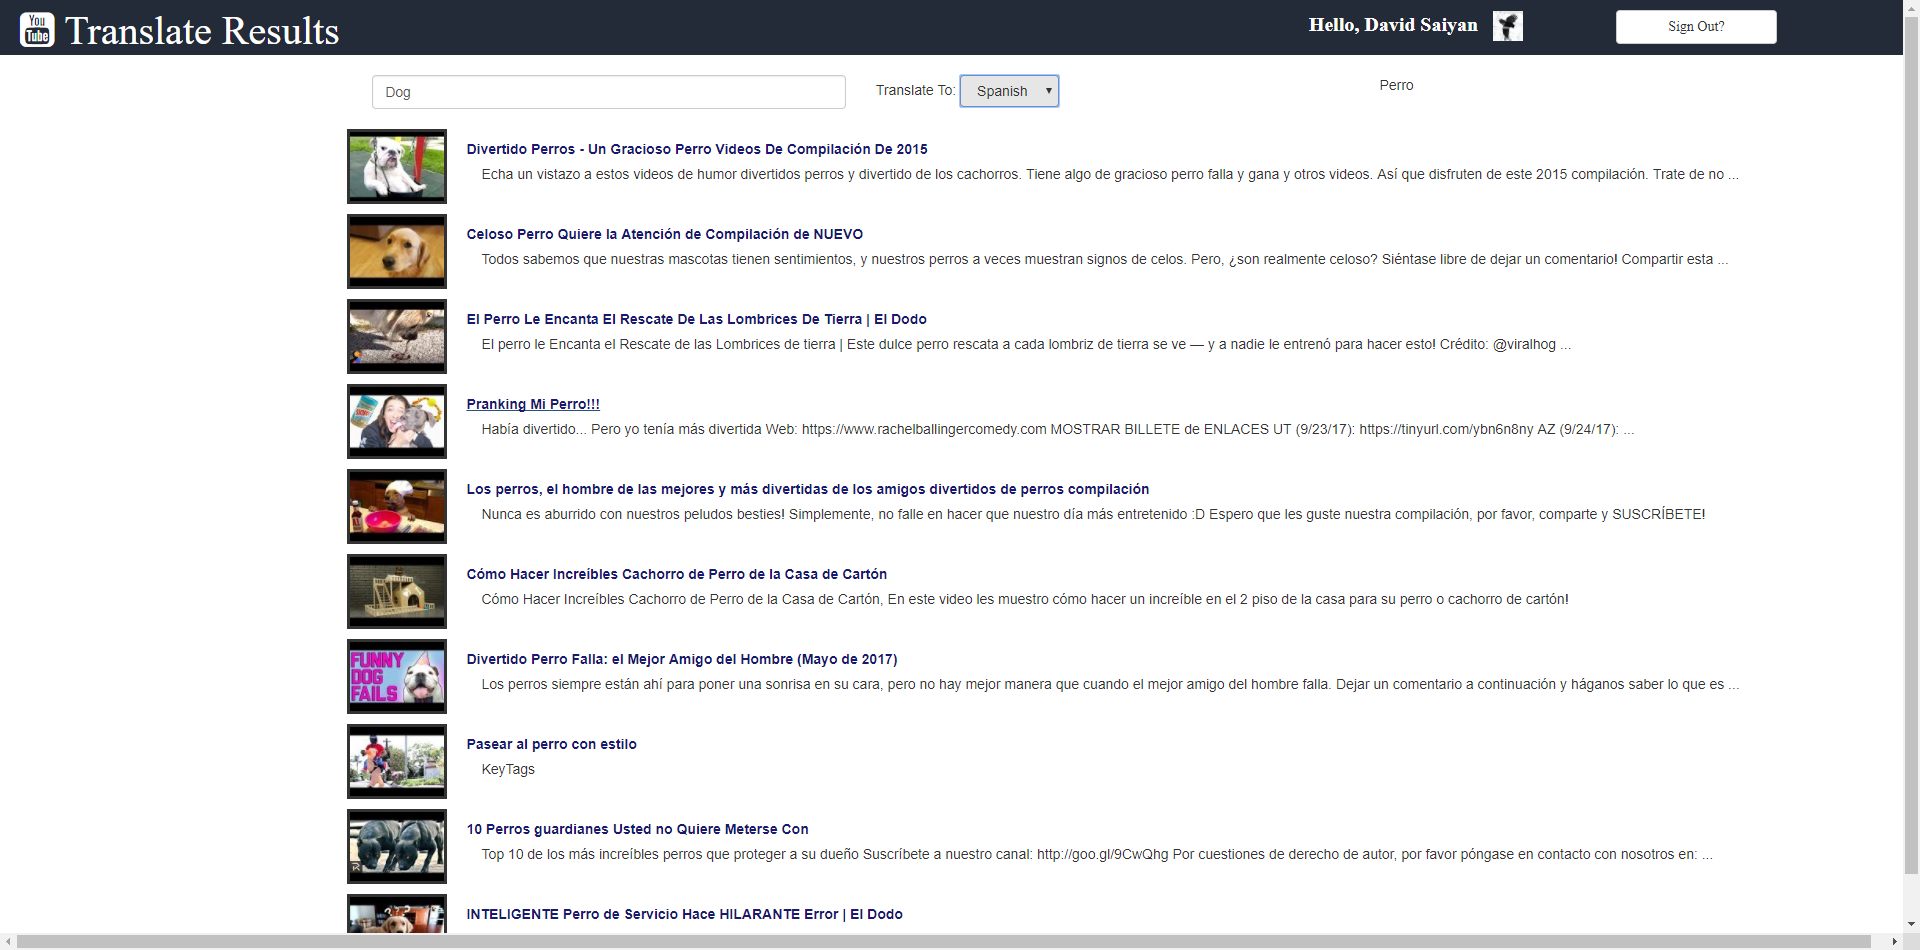 You Tube Translate Results
Hello, David Saiyan
Sign Out?
Dog
Translate To: Spanish
Perro
Divertido Perros - Un Gracioso Perro Videos De Compilación De 2015
Echa un vistazo a estos videos de humor divertidos perros y divertido de los cachorros. Tiene algo de gracioso perro falla y gana y otros videos. Así que disfruten de este 2015 compilación. Trate de no ...
Celoso Perro Quiere la Atención de Compilación de NUEVO
Todos sabemos que nuestras mascotas tienen sentimientos, y nuestros perros a veces muestran signos de celos. Pero, ¿son realmente celoso? Siéntase libre de dejar un comentario! Compartir esta ...
El Perro Le Encanta El Rescate De Las Lombrices De Tierra | El Dodo
El perro le Encanta el Rescate de las Lombrices de tierra | Este dulce perro rescata a cada lombriz de tierra se ve — y a nadie le entrenó para hacer esto! Crédito: @viralhog ...
Pranking Mi Perro!!!
Había divertido... Pero yo tenía más divertida Web: https://www.rachelballingercomedy.com MOSTRAR BILLETE de ENLACES UT (9/23/17): https://tinyurl.com/ybn6n8ny AZ (9/24/17): ...
Los perros, el hombre de las mejores y más divertidas de los amigos divertidos de perros compilación
Nunca es aburrido con nuestros peludos besties! Simplemente, no falle en hacer que nuestro día más entretenido :D Espero que les guste nuestra compilación, por favor, comparte y SUSCRÍBETE!
Cómo Hacer Increíbles Cachorro de Perro de la Casa de Cartón
Cómo Hacer Increíbles Cachorro de Perro de la Casa de Cartón, En este video les muestro cómo hacer un increíble en el 2 piso de la casa para su perro o cachorro de cartón!
FUNNY
DOG
FAILS
Divertido Perro Falla: el Mejor Amigo del Hombre (Mayo de 2017)
Los perros siempre están ahí para poner una sonrisa en su cara, pero no hay mejor manera que cuando el mejor amigo del hombre falla. Dejar un comentario a continuación y háganos saber lo que es ...
Pasear al perro con estilo
KeyTags
10 Perros guardianes Usted no Quiere Meterse Con
Top 10 de los más increíbles perros que proteger a su dueño Suscríbete a nuestro canal: http://goo.gl/9CwQhg Por cuestiones de derecho de autor, por favor póngase en contacto con nosotros en: ...
INTELIGENTE Perro de Servicio Hace HILARANTE Error | El Dodo